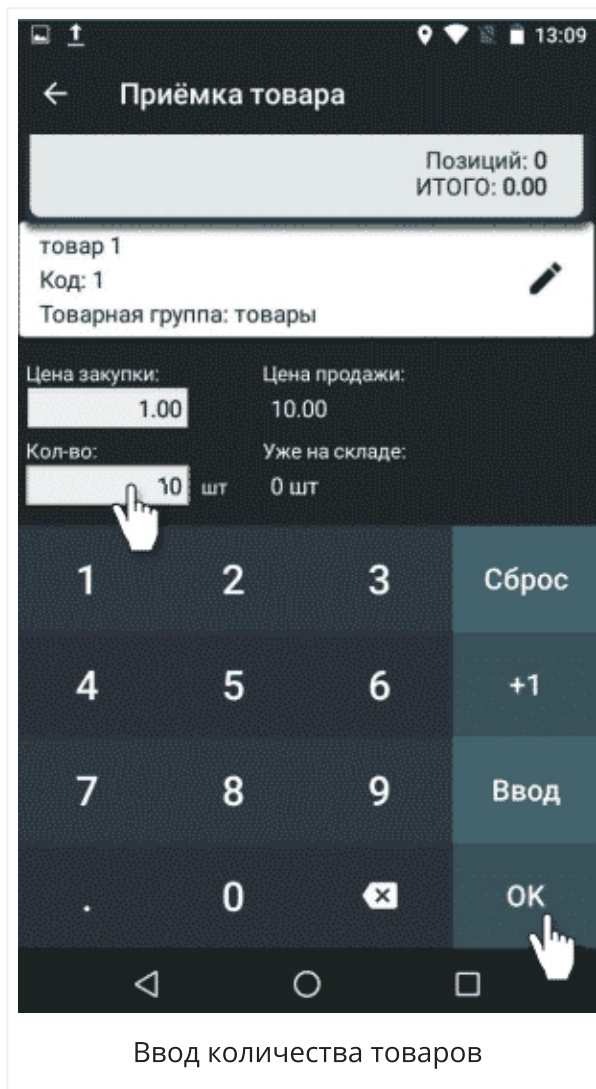 13:09
Приёмка товара
Позиций: 0
ИТОГО: 0.00
товар 1
Код: 1
Товарная группа: товары
Цена закупки: Цена продажи:
1.00 10.00
Кол-во: Уже на складе:
10 шт 0 шт
1 2 3 Сброс
4 5 6 +1
7 8 9 Ввод
. 0 OK
Ввод количества товаров